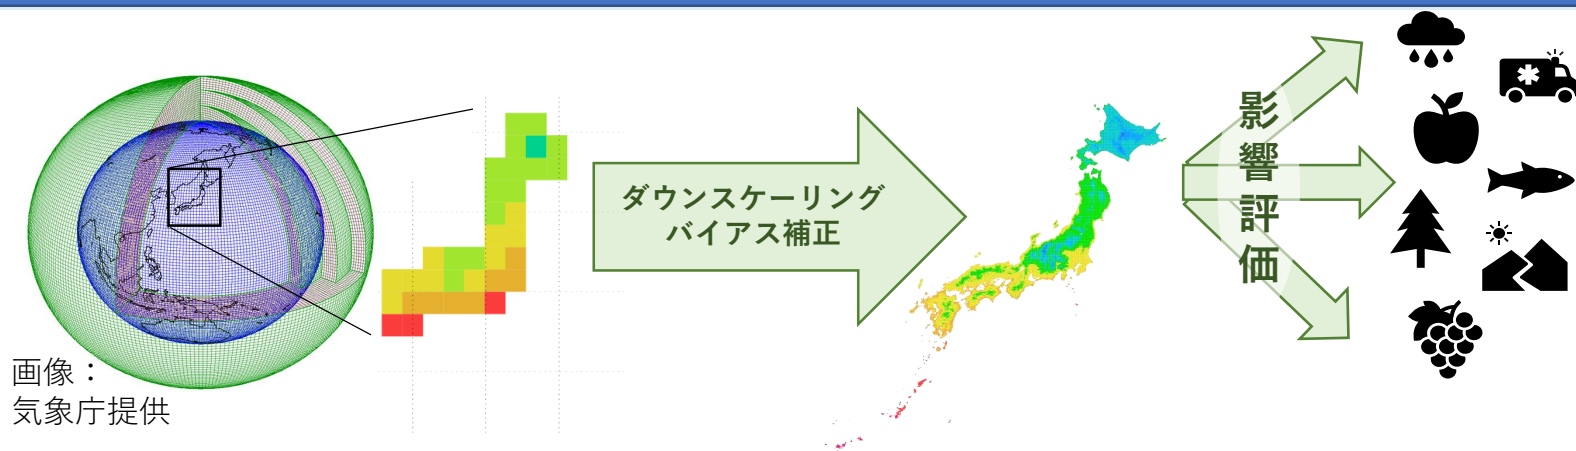 ダウンスケーリング
バイアス補正
影響評価
画像：
気象庁提供